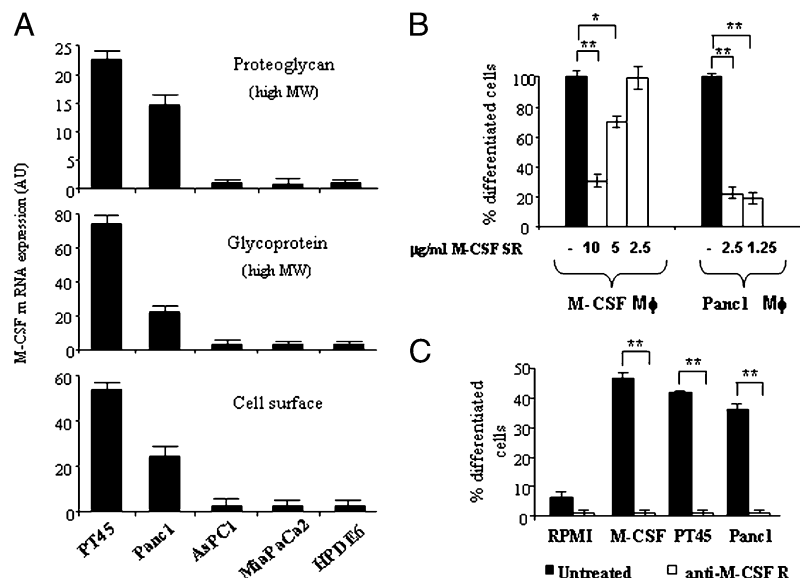 A
M-CSF m RNA expression (AU)
25
20
15
10
5
0
Proteoglycan
(high MW)
80
60
40
20
0
Glycoprotein
(high MW)
60
40
20
0
Cell surface
PT45 Panc1 AsPC1 MiaPaCa2 HPDE6
B
% differentiated cells
100
80
60
40
20
0
*
**
**
**
µg/ml M-CSF SR - 10 5 2.5 - 2.5 1.25
M-CSF Mϕ Panc1 Mϕ
C
% differentiated
cells
50
40
30
20
10
0
** ** **
RPMI M-CSF PT45 Panc1
Untreated anti-M-CSF R